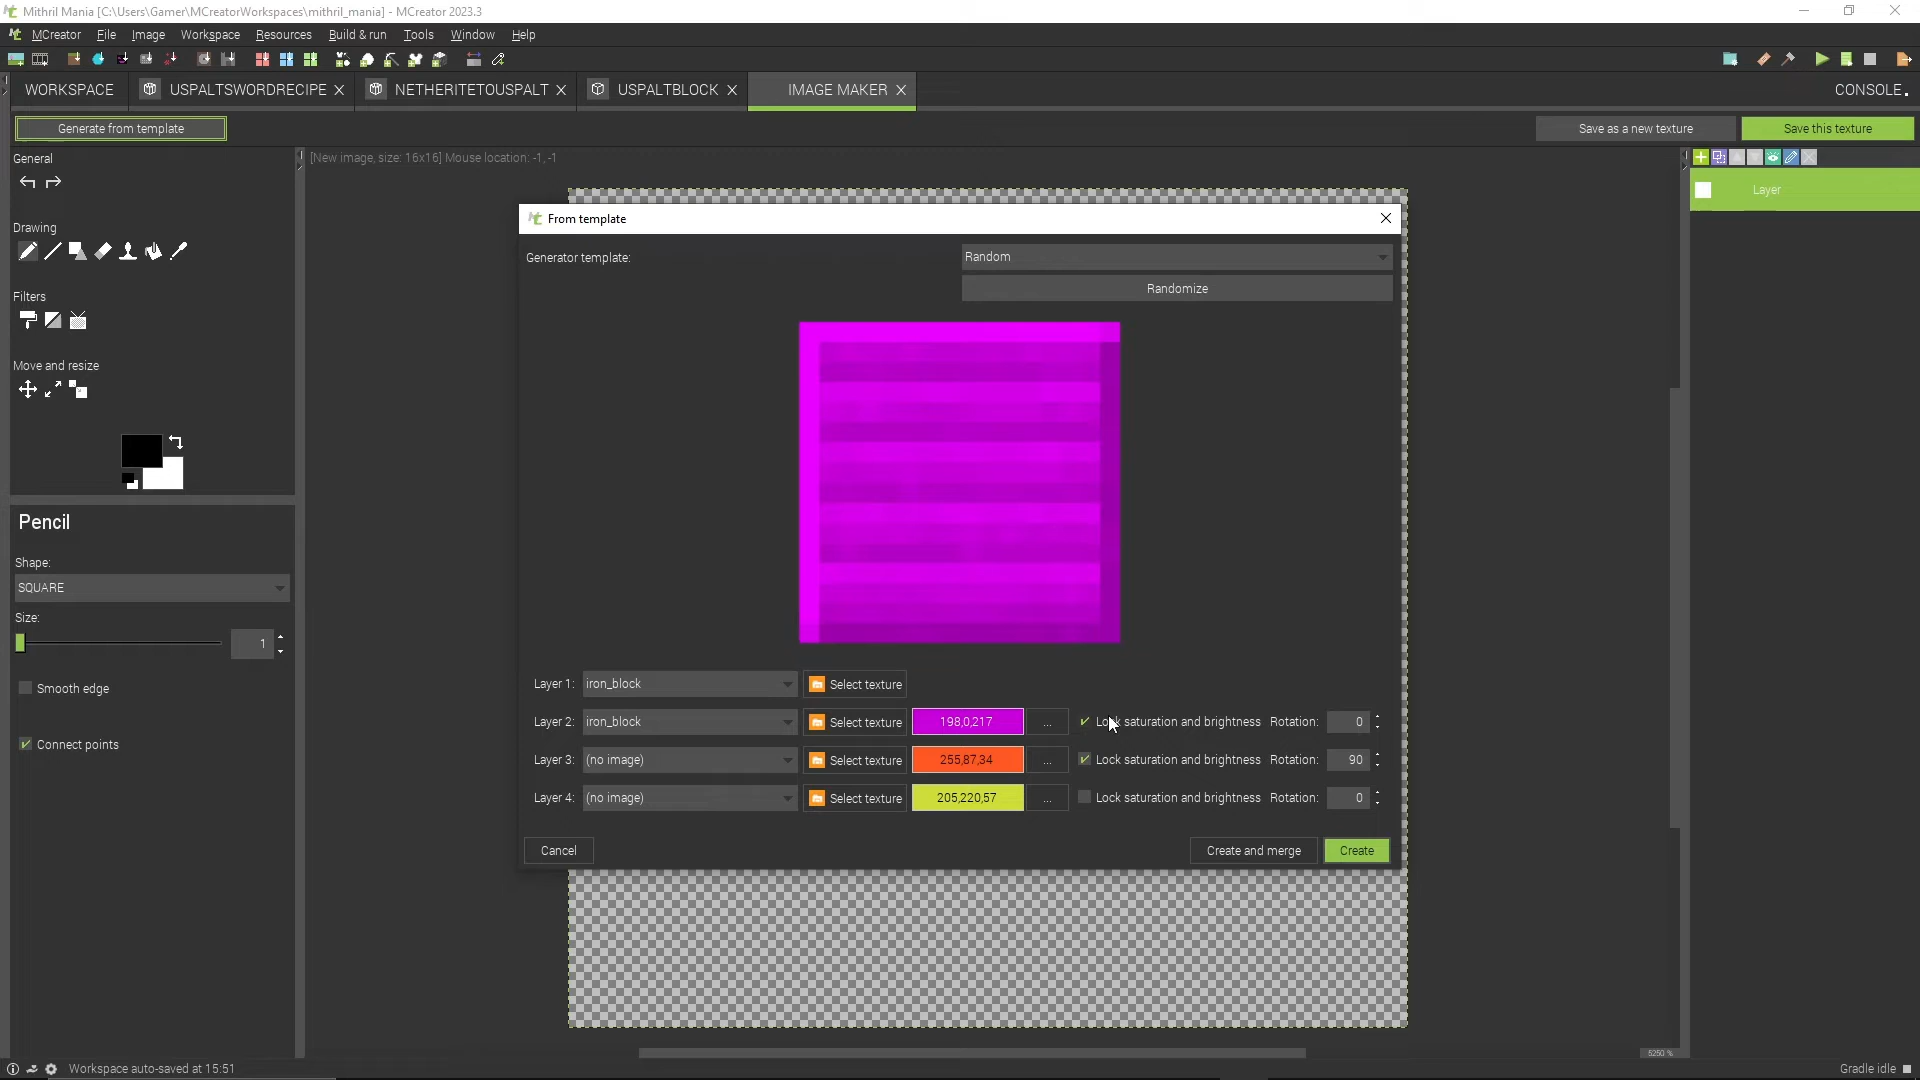 Mithril Mania [C:\Users\Gamer\MCreatorWorkspaces\mithril_mania] - MCreator 2023.3
MCreator File Image Workspace Resources Build & run Tools Window Help
WORKSPACE USPALTSWORDRECIPE NETHERITETOUSPALT USPALTBLOCK IMAGE MAKER CONSOLE
Generate from template Save as a new texture Save this texture
General
[New image, size: 16x16] Mouse location: -1, -1
Layer
From template
Drawing
Generator template: Random
Randomize
Filters
Move and resize
Pencil
Shape:
SQUARE
Size:
1
Smooth edge
Connect points
Layer 1: iron_block Select texture
Layer 2: iron_block Select texture 198,0,217 ... Lock saturation and brightness Rotation: 0
Layer 3: (no image) Select texture 255,87,34 ... Lock saturation and brightness Rotation: 90
Layer 4: (no image) Select texture 205,220,57 ... Lock saturation and brightness Rotation: 0
Cancel Create and merge Create
5250 %
Workspace auto-saved at 15:51 Gradle idle